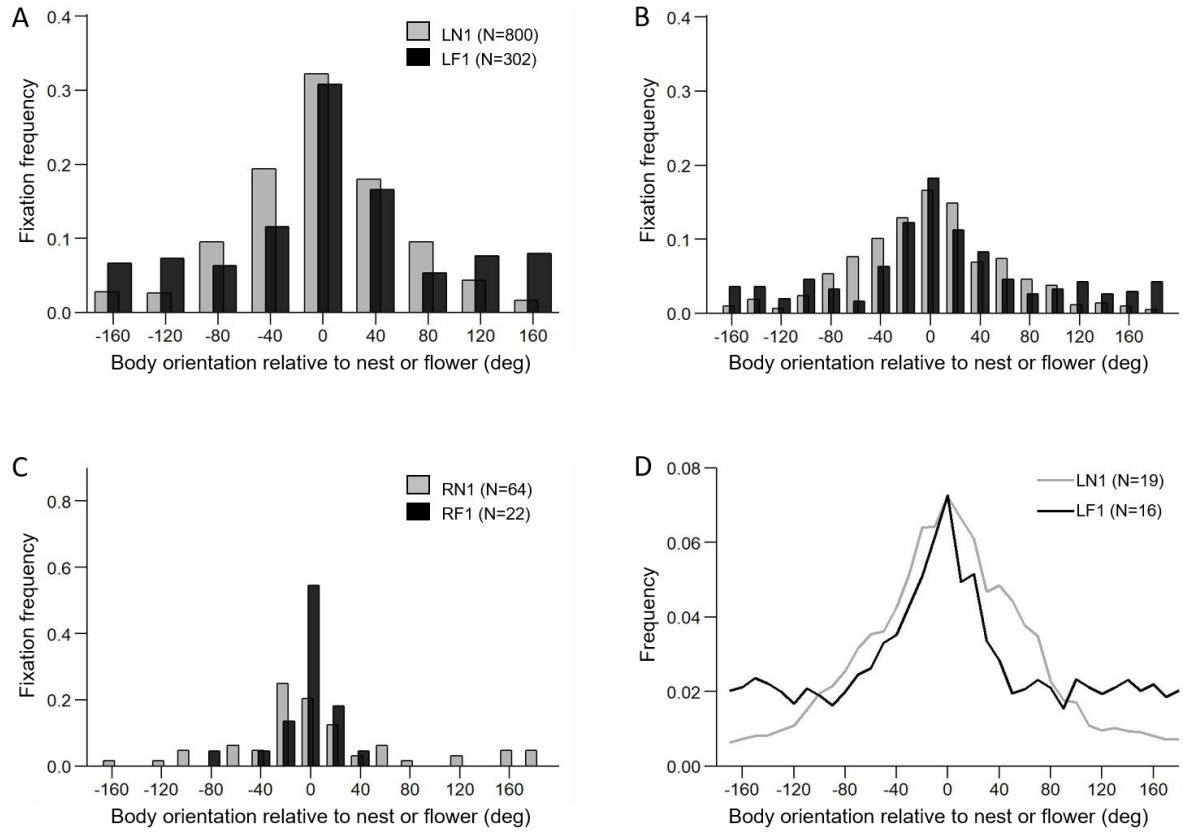 A
0.4
0.3
0.2
0.1
0.0
Fixation frequency
LN1 (N=800)
LF1 (N=302)
-160 -120 -80 -40 0 40 80 120 160
Body orientation relative to nest or flower (deg)
B
0.4
0.3
0.2
0.1
0.0
Fixation frequency
-160 -120 -80 -40 0 40 80 120 160
Body orientation relative to nest or flower (deg)
C
0.8
0.6
0.4
0.2
0.0
Fixation frequency
RN1 (N=64)
RF1 (N=22)
-160 -120 -80 -40 0 40 80 120 160
Body orientation relative to nest or flower (deg)
D
0.08
0.06
0.04
0.02
0.00
Frequency
LN1 (N=19)
LF1 (N=16)
-160 -120 -80 -40 0 40 80 120 160
Body orientation relative to nest or flower (deg)